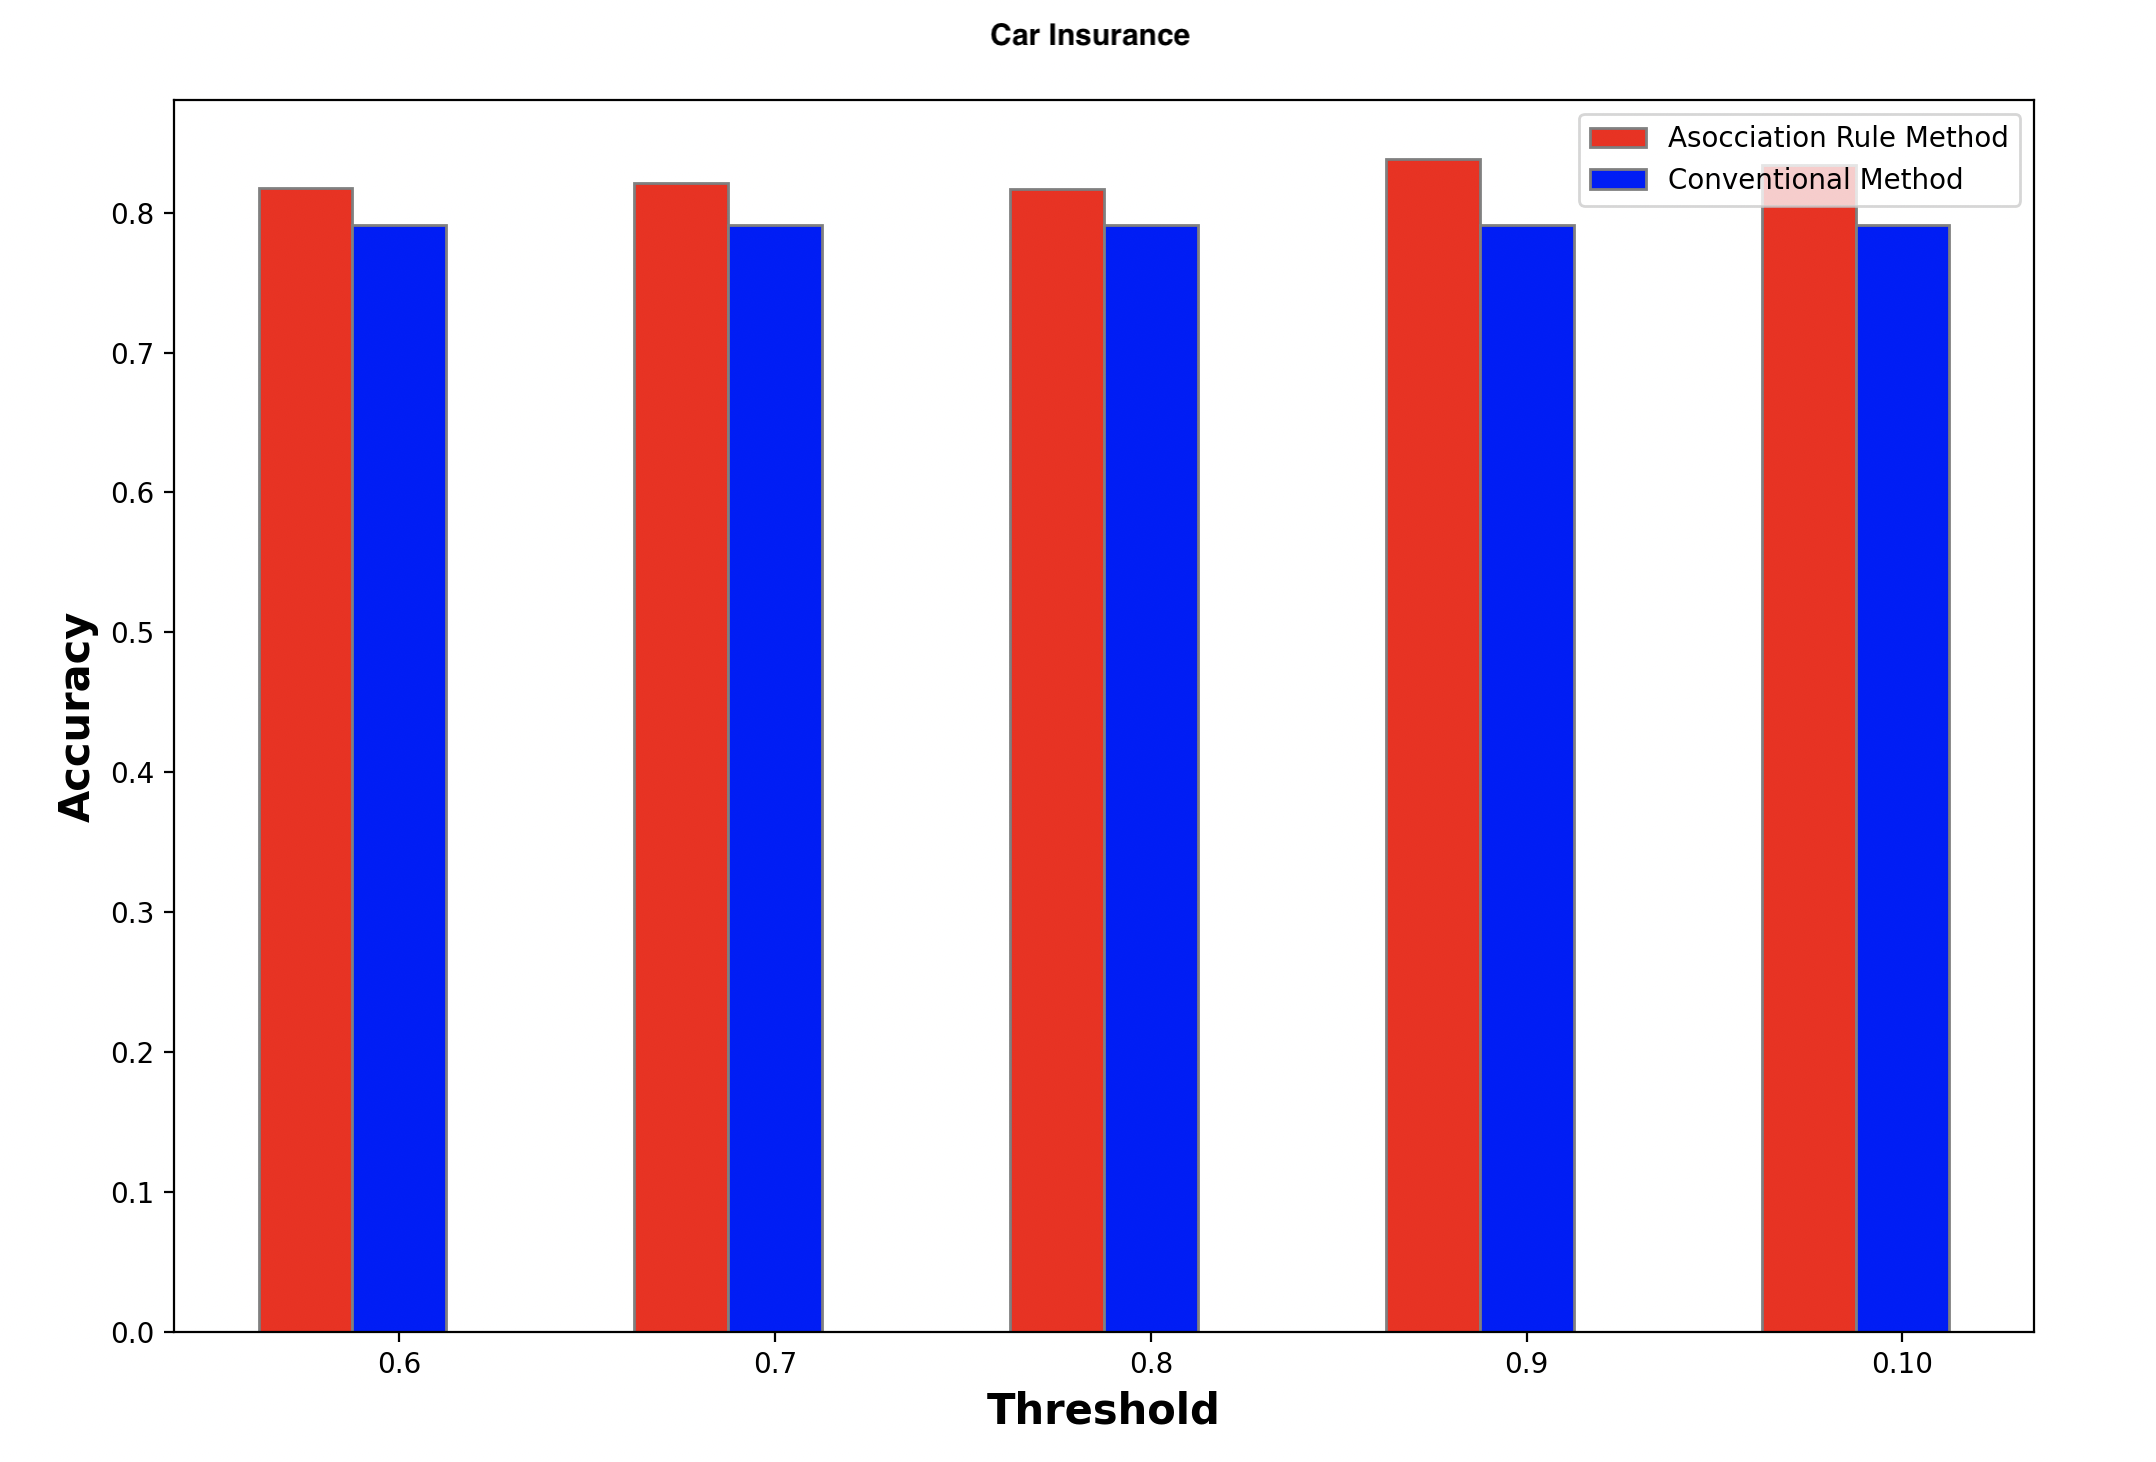 Car Insurance
Asocciation Rule Method
Conventional Method
0.8
0.7
0.6
0.5
0.4
0.3
0.2
0.1
0.0
Accuracy
0.6 0.7 0.8 0.9 0.10
Threshold